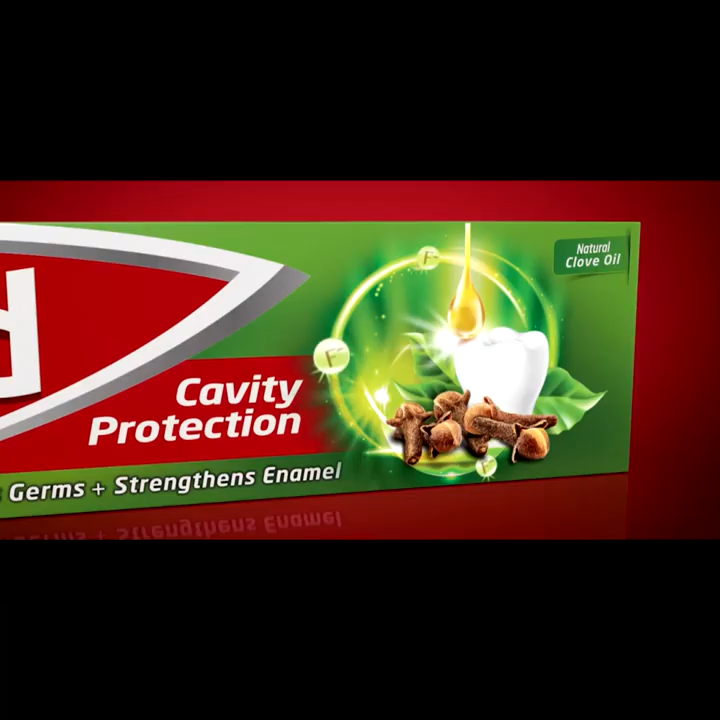 Natural
Clove Oil
F⁻
F⁻
d
Cavity
Protection
Germs + Strengthens Enamel
F⁻